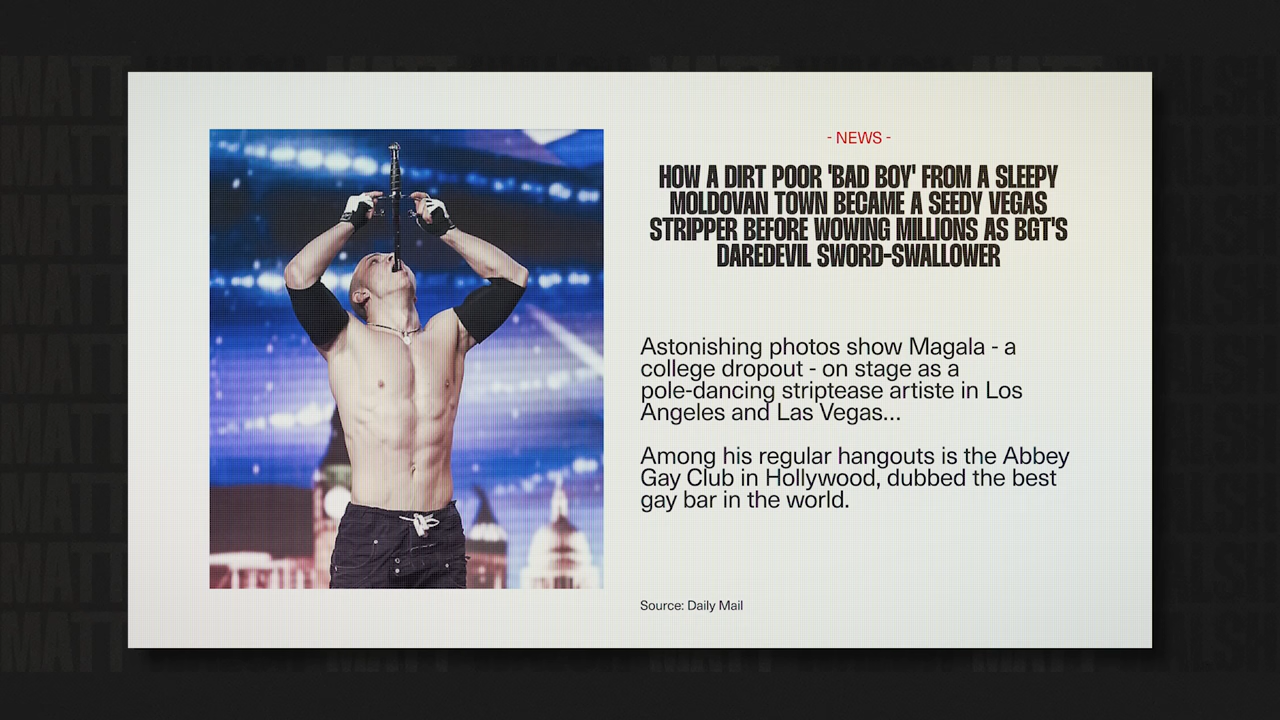 - NEWS -
HOW A DIRT POOR 'BAD BOY' FROM A SLEEPY
MOLDOVAN TOWN BECAME A SEEDY VEGAS
STRIPPER BEFORE WOWING MILLIONS AS BGT'S
DAREDEVIL SWORD-SWALLOWER
Astonishing photos show Magala - a
college dropout - on stage as a
pole-dancing striptease artiste in Los
Angeles and Las Vegas...
Among his regular hangouts is the Abbey
Gay Club in Hollywood, dubbed the best
gay bar in the world.
Source: Daily Mail